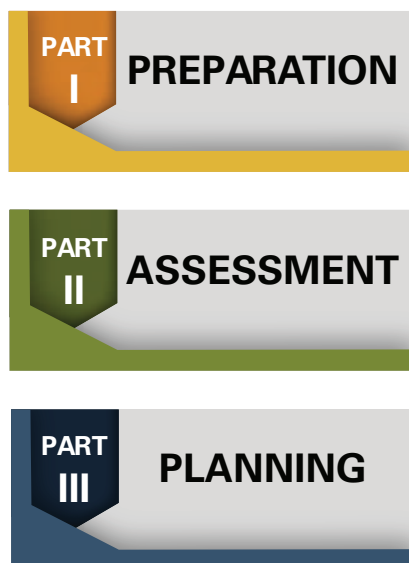 PART
I
PREPARATION
PART
II
ASSESSMENT
PART
III
PLANNING